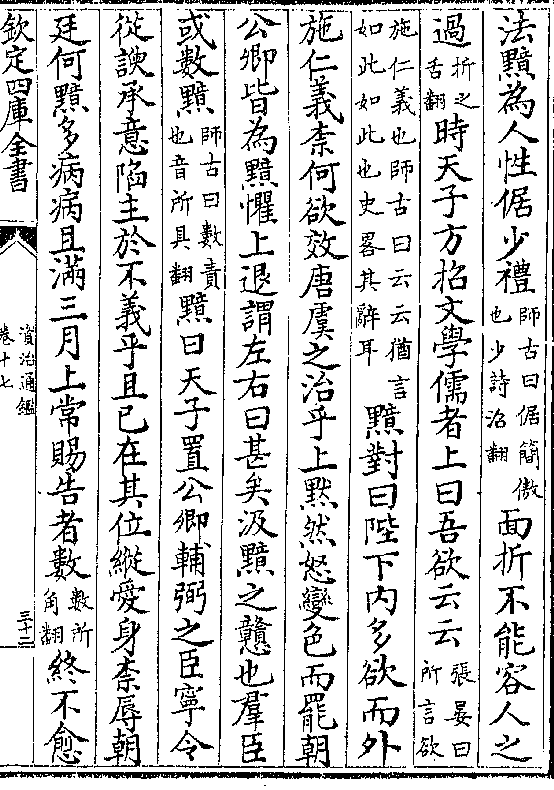 法黯為人性倨少禮師古曰倨簡傲也少詩沼翻面折不能容人之
過折之舌翻時天子方招文學儒者上曰吾欲云云張晏曰所言欲
施仁義也師古曰云云猶言如此如此也史畧其辭耳黯對曰陛下内多欲而外
施仁義柰何欲效唐虞之治乎上默然怒變色而罷朝
公卿皆為黯懼上退謂左右曰甚矣汲黯之戇也羣臣
或數黯師古曰數責也音所具翻黯曰天子置公卿輔弼之臣寧令
從諛承意陷主於不義乎且已在其位縱愛身柰辱朝
廷何黯多病病且滿三月上常賜告者數數所角翻終不愈
欽定四庫全書
資治通鑑
卷十七
三十二